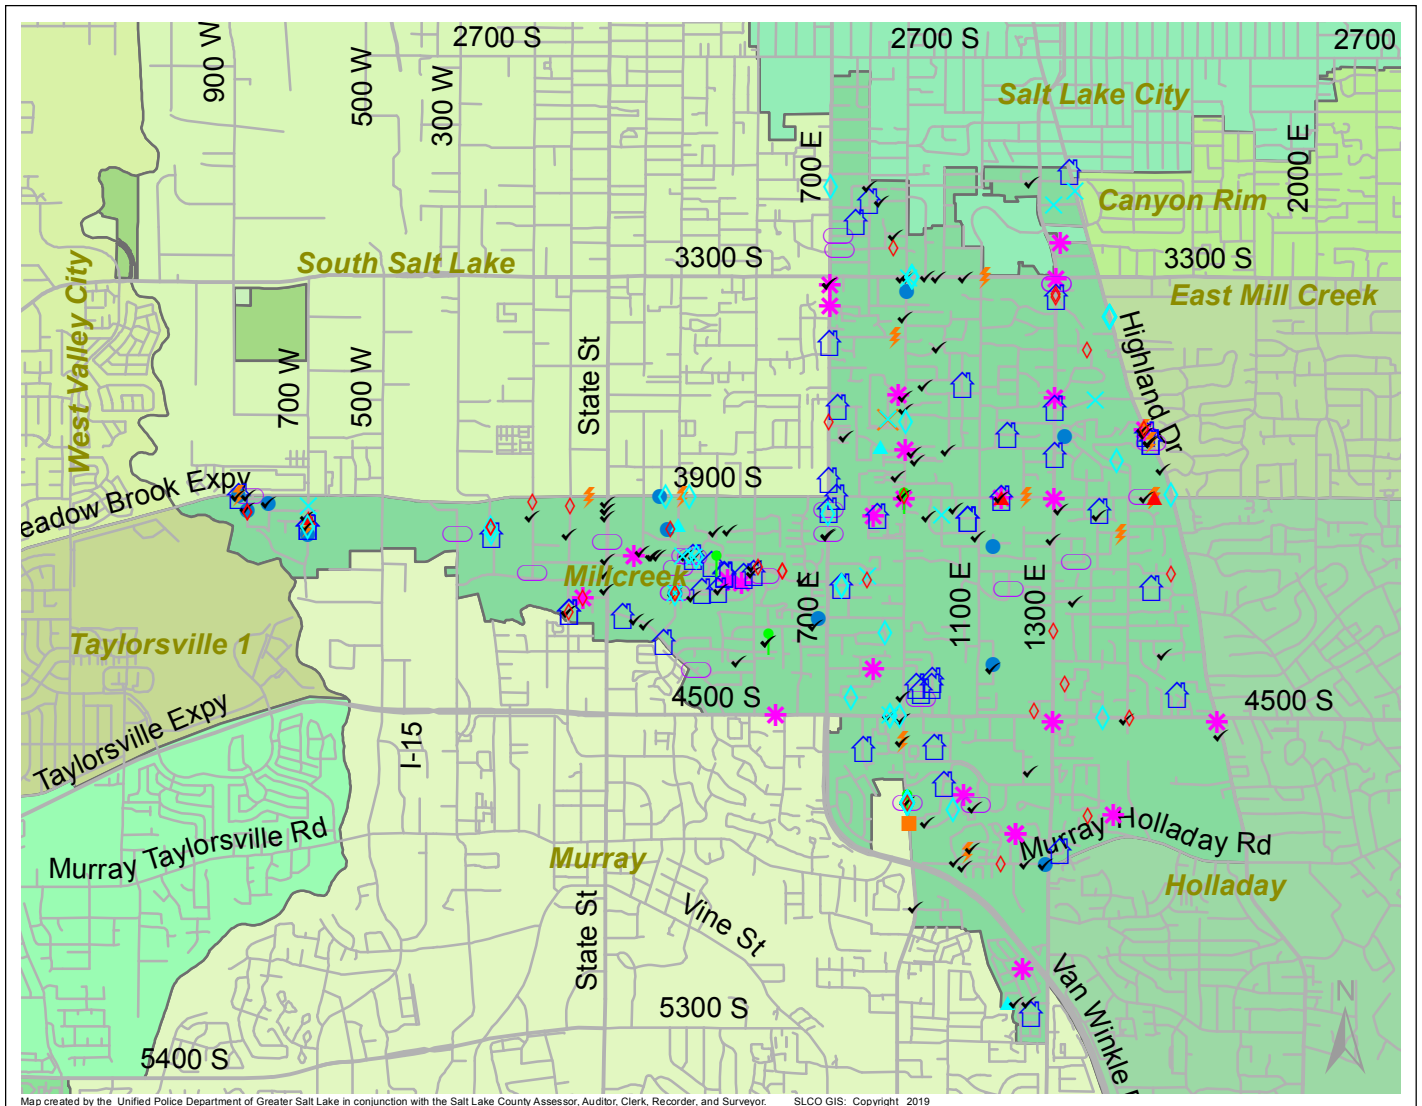 2700 S
2700 S
2700
900 W
500 W
300 W
Salt Lake City
700 E
2000 E
Canyon Rim
South Salt Lake
3300 S
3300 S
West Valley City
East Mill Creek
Highland Dr
State St
700 W
500 W
3900 S
eadow Brook Expy
Millcreek
700 E
1100 E
1300 E
Taylorsville 1
4500 S
4500 S
Taylorsville Expy
I-15
Murray Taylorsville Rd
Murray Holladay Rd
Murray
Holladay
State St
Vine St
Van Winkle
5300 S
N
5400 S
Map created by the Unified Police Department of Greater Salt Lake in conjunction with the Salt Lake County Assessor, Auditor, Clerk, Recorder, and Surveyor. SLCO GIS: Copyright 2019